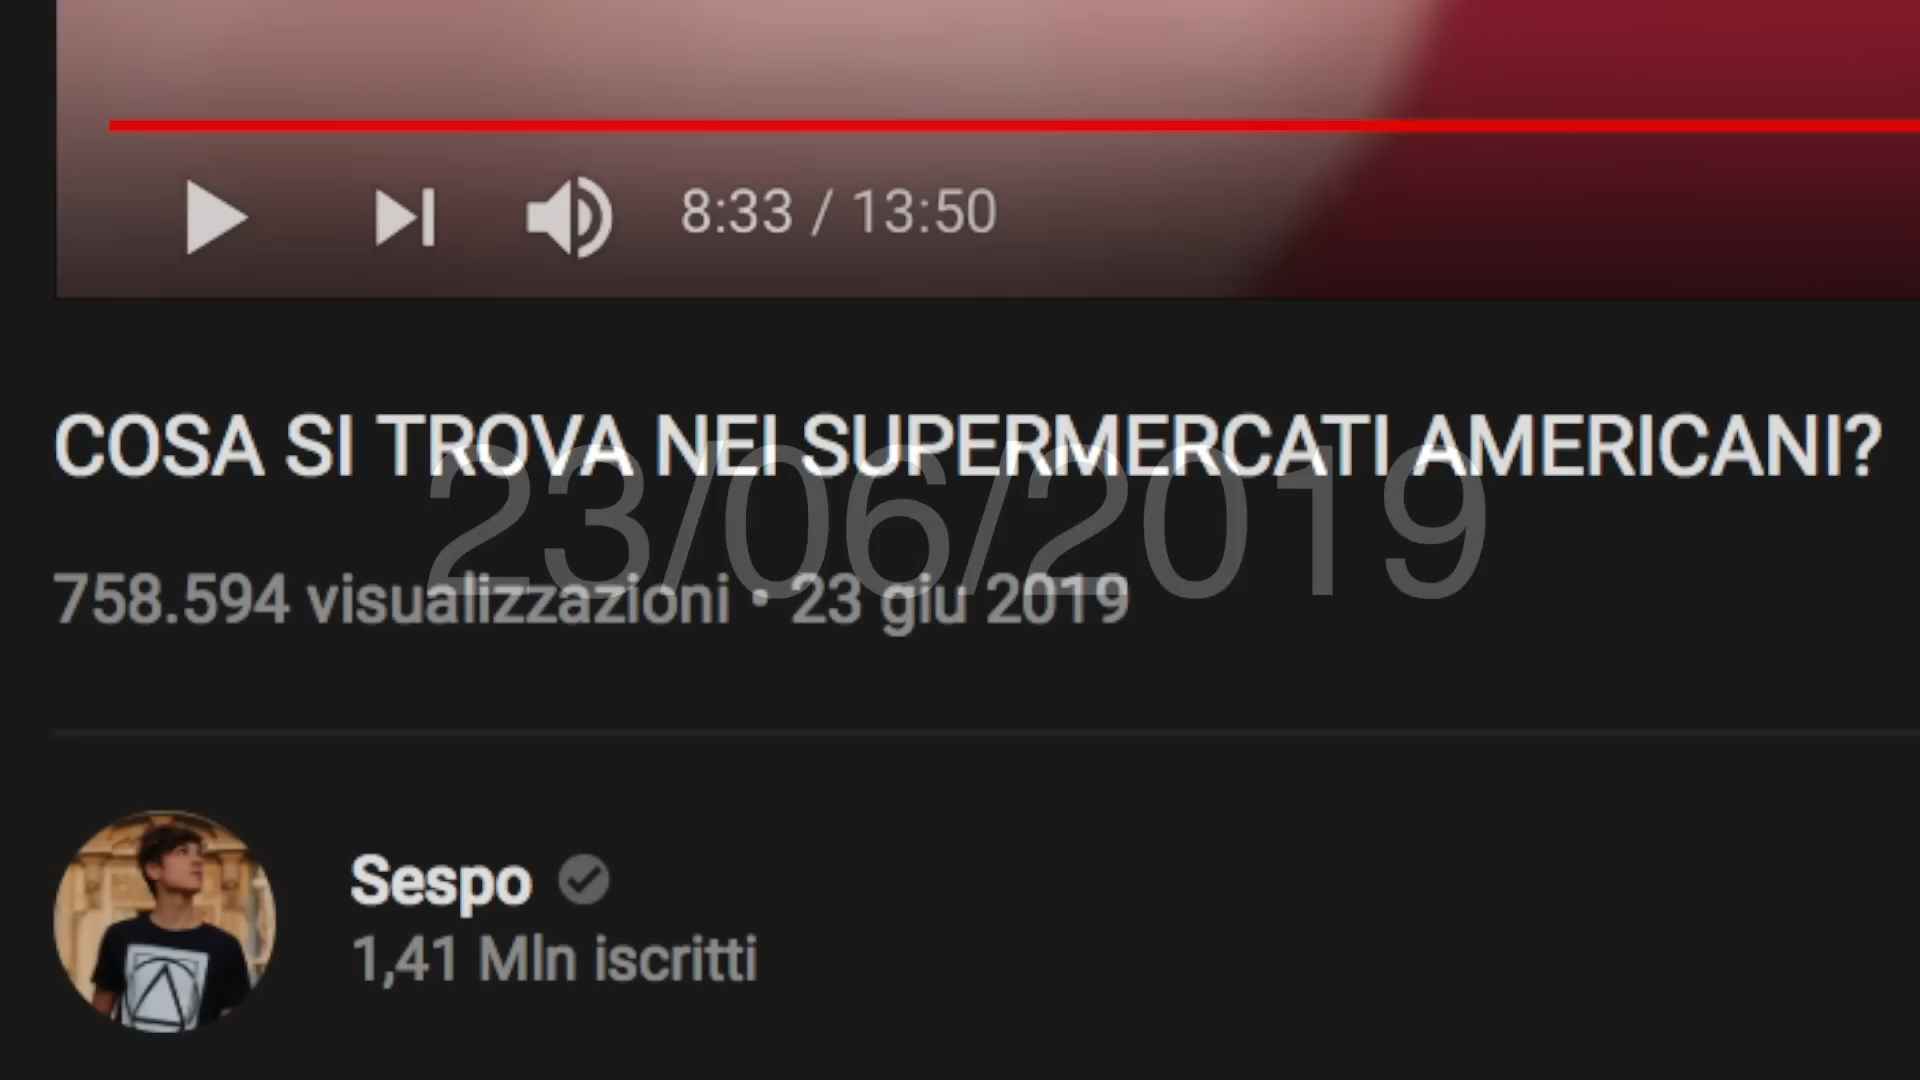 8:33 / 13:50
COSA SI TROVA NEI SUPERMERCATI AMERICANI?
23/06/2019
758.594 visualizzazioni • 23 giu 2019
Sespo
1,41 Mln iscritti